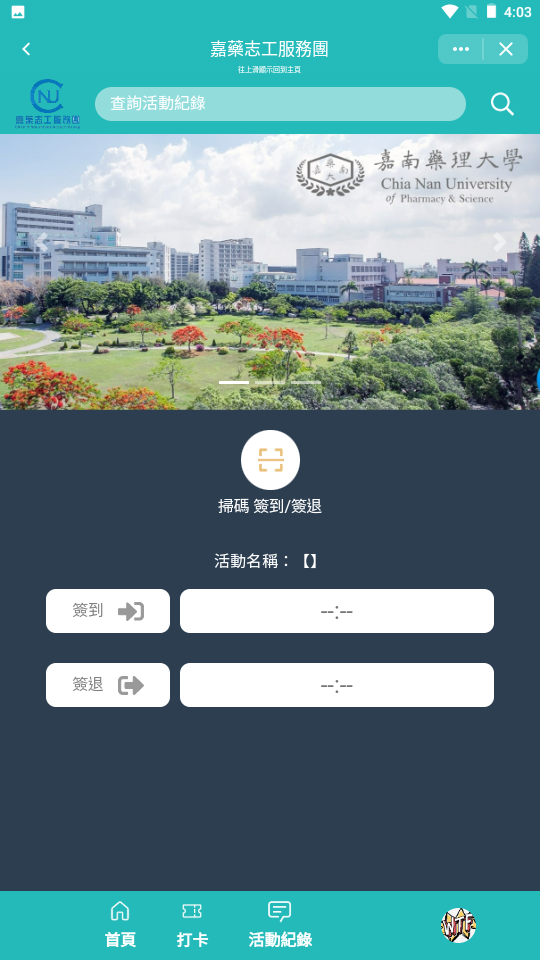 4:03
嘉藥志工服務團
往上滑顯示回到主頁
CNU
嘉藥志工服務團
查詢活動紀錄
嘉南藥理大學
Chia Nan University
of Pharmacy & Science
掃碼 簽到/簽退
活動名稱：【】
簽到
--:--
簽退
--:--
首頁
打卡
活動紀錄
WTF